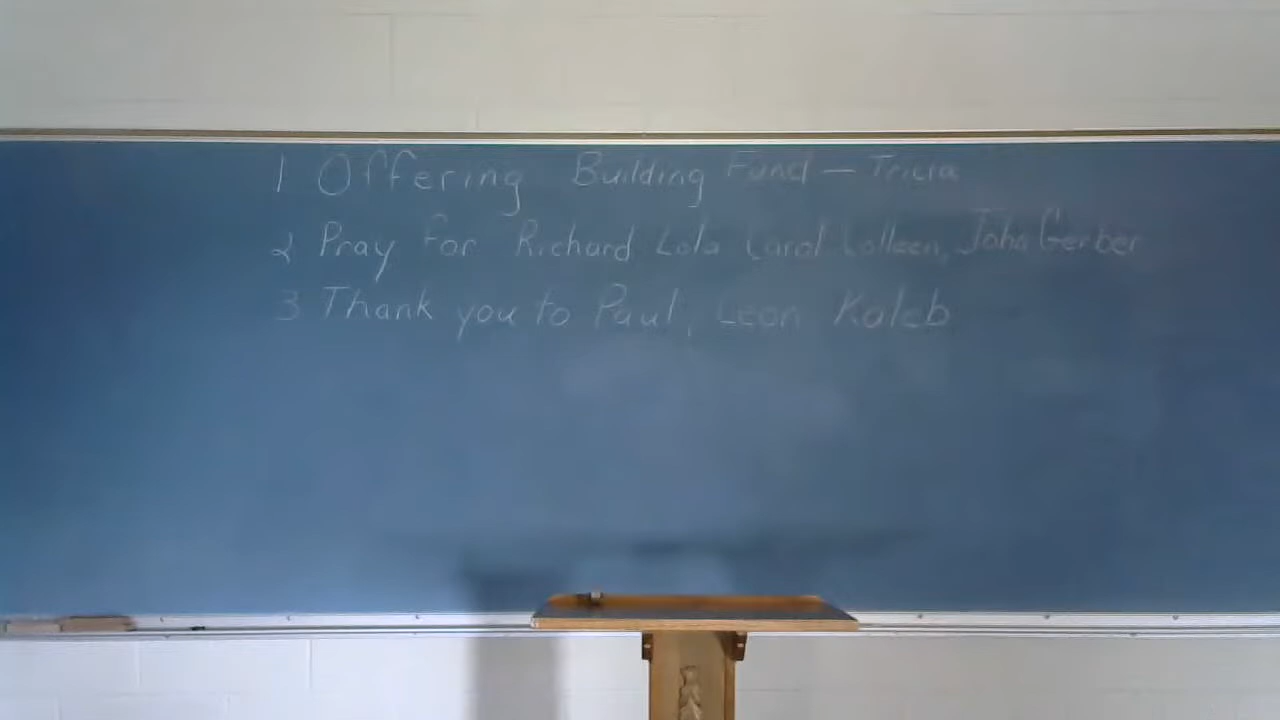 1 Offering Building Fund — Tricia
2 Pray for Richard Lola Carol Colleen, John Gerber
3 Thank you to Paul, Leon Kaleb